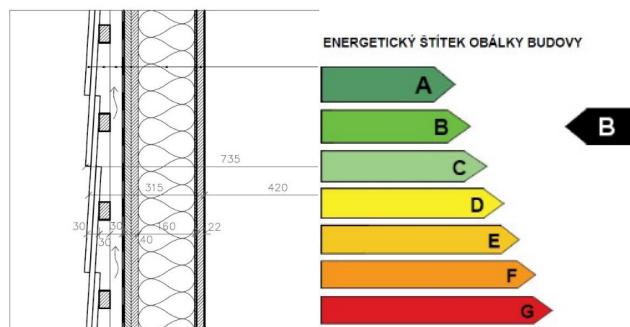 ENERGETICKÝ ŠTÍTEK OBÁLKY BUDOVY
A
B
B
C
735
315
420
D
30
30
160
22
30
40
E
F
G